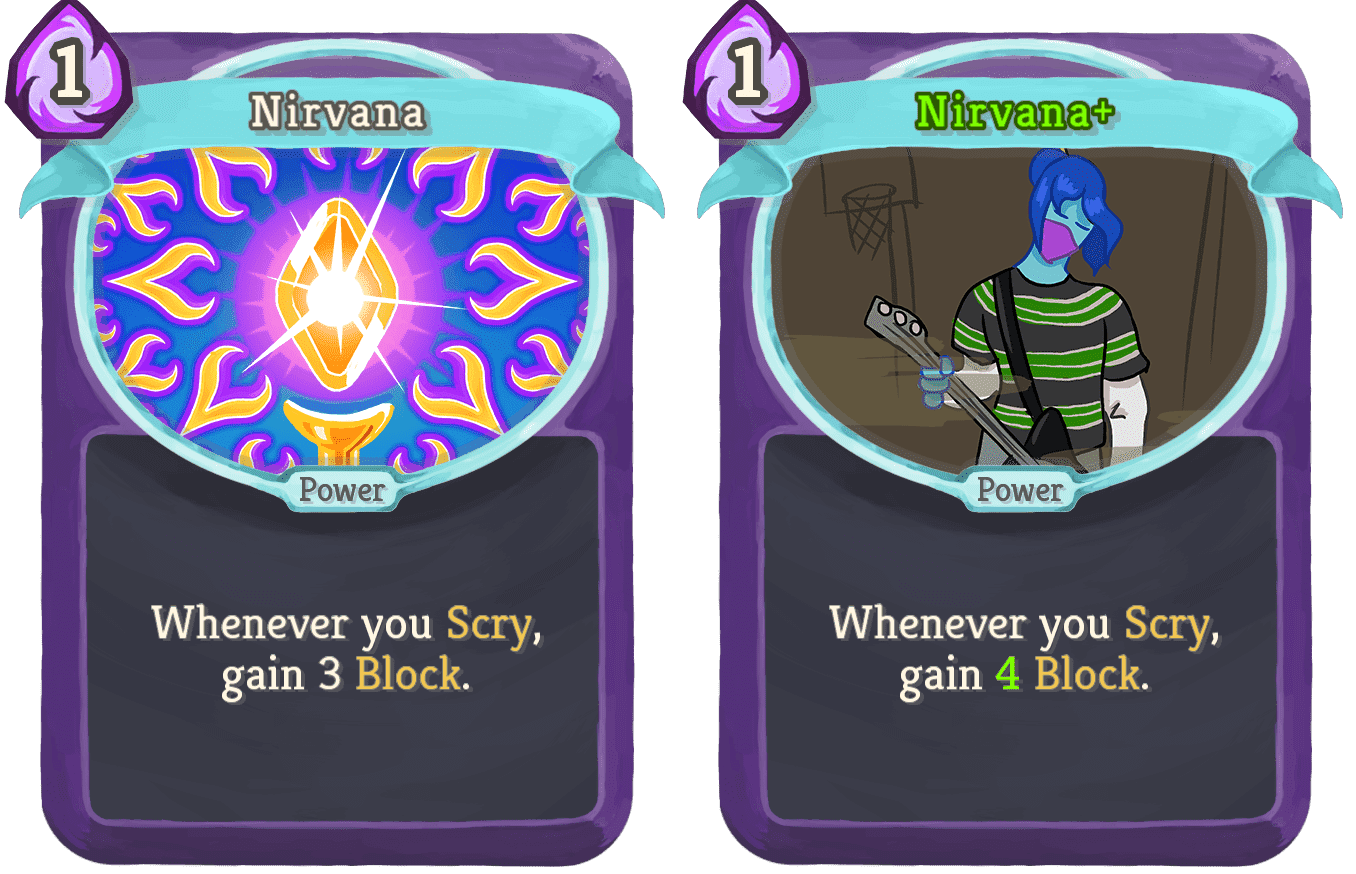 1
Nirvana
Power
Whenever you Scry,
gain 3 Block.
1
Nirvana+
Power
Whenever you Scry,
gain 4 Block.